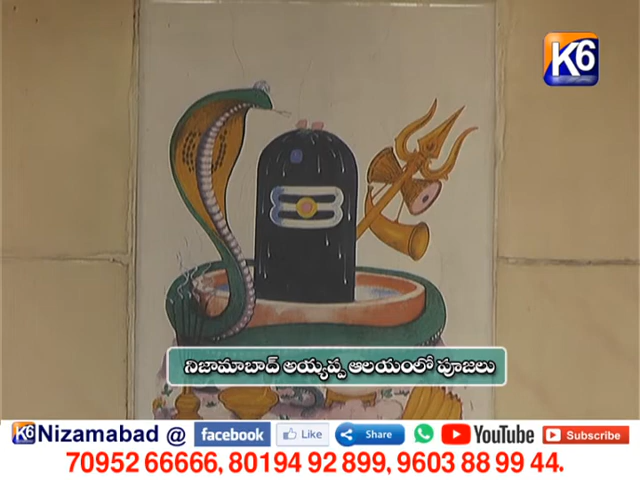 K6
నిజామాబాద్ అయ్యప్ప ఆలయంలో పూజలు
K6 Nizamabad @ facebook Like Share YouTube Subscribe
70952 66666, 80194 92 899, 9603 88 99 44.